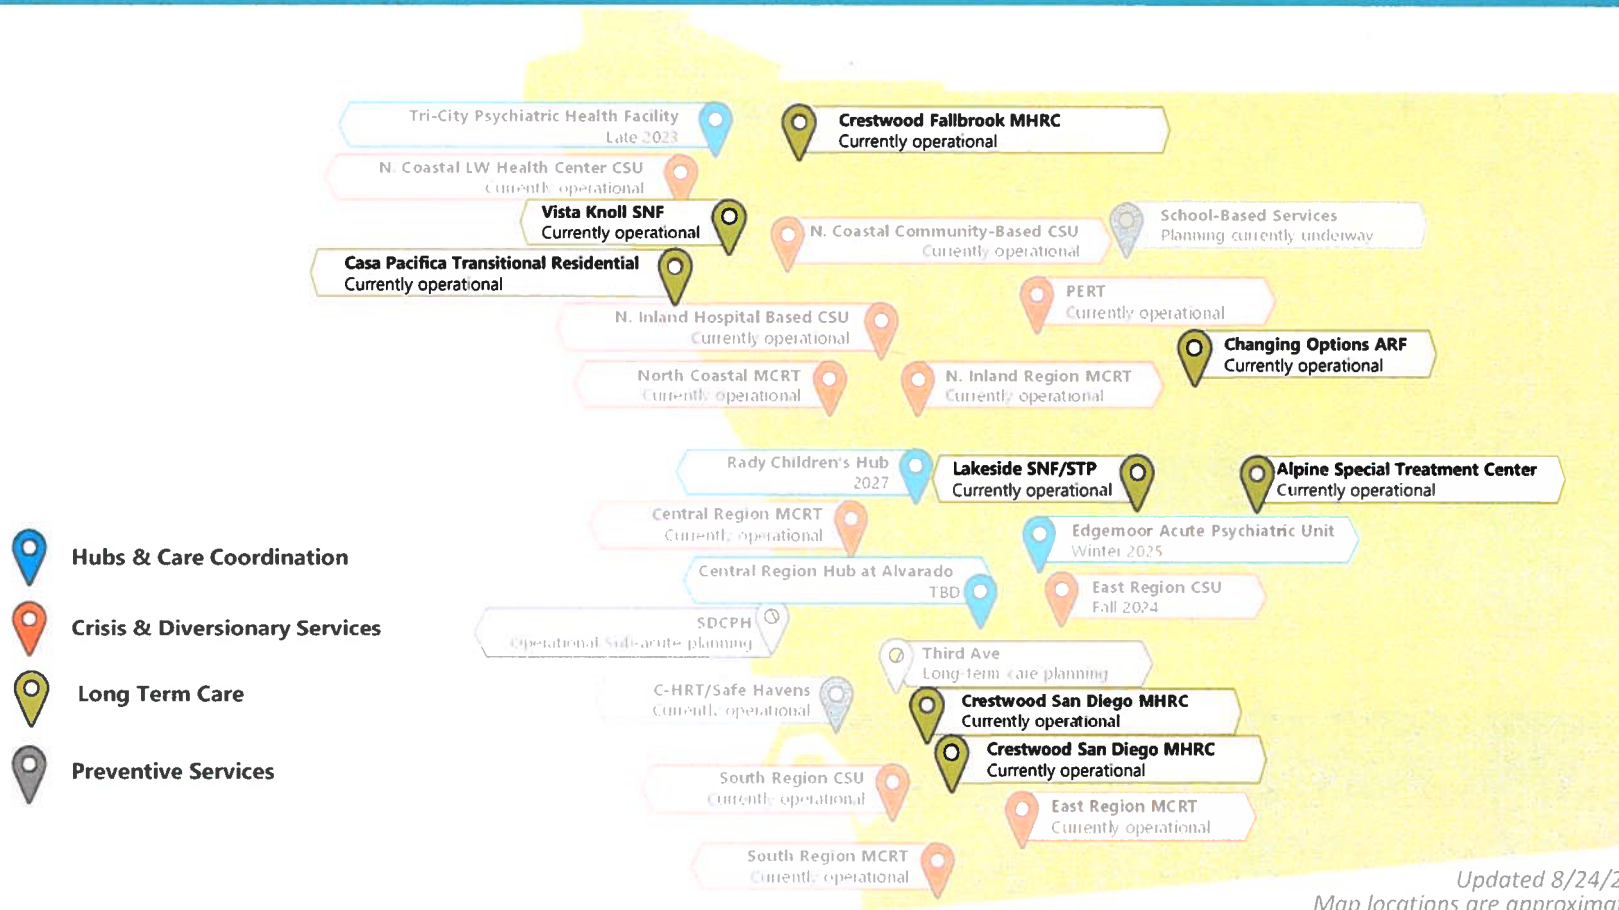 Tri-City Psychiatric Health Facility
Late 2023
Crestwood Fallbrook MHRC
Currently operational
N. Coastal LW Health Center CSU
Currently operational
Vista Knoll SNF
Currently operational
N. Coastal Community-Based CSU
Currently operational
School-Based Services
Planning currently underway
Casa Pacifica Transitional Residential
Currently operational
PERT
Currently operational
N. Inland Hospital Based CSU
Currently operational
Changing Options ARF
Currently operational
North Coastal MCRT
Currently operational
N. Inland Region MCRT
Currently operational
Rady Children's Hub
2027
Lakeside SNF/STP
Currently operational
Alpine Special Treatment Center
Currently operational
Central Region MCRT
Currently operational
Edgemoor Acute Psychiatric Unit
Winter 2025
Central Region Hub at Alvarado
TBD
East Region CSU
Fall 2024
SDCPH
Operational Sub-acute planning
Third Ave
Long-term care planning
C-HRT/Safe Havens
Currently operational
Crestwood San Diego MHRC
Currently operational
Crestwood San Diego MHRC
Currently operational
South Region CSU
Currently operational
East Region MCRT
Currently operational
South Region MCRT
Currently operational
Hubs & Care Coordination
Crisis & Diversionary Services
Long Term Care
Preventive Services
Updated 8/24/2
Map locations are approxima